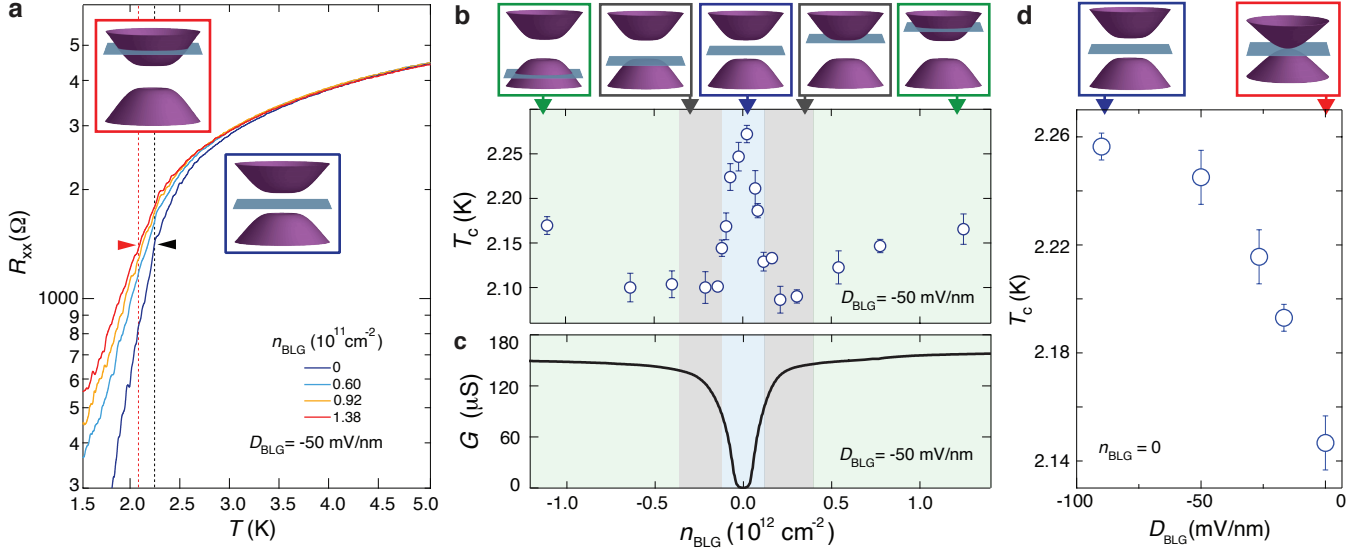 a
R_xx(Ω)
5
4
3
2
1000
9
8
7
6
5
4
3
n_BLG (10^11 cm^-2)
0
0.60
0.92
1.38
D_BLG= -50 mV/nm
1.5 2.0 2.5 3.0 3.5 4.0 4.5 5.0
T (K)
b
T_c (K)
2.25
2.20
2.15
2.10
D_BLG= -50 mV/nm
c
G (μS)
180
120
60
0
D_BLG= -50 mV/nm
-1.0 -0.5 0.0 0.5 1.0
n_BLG (10^12 cm^-2)
d
T_c (K)
2.26
2.22
2.18
2.14
n_BLG = 0
-100 -50 0
D_BLG(mV/nm)